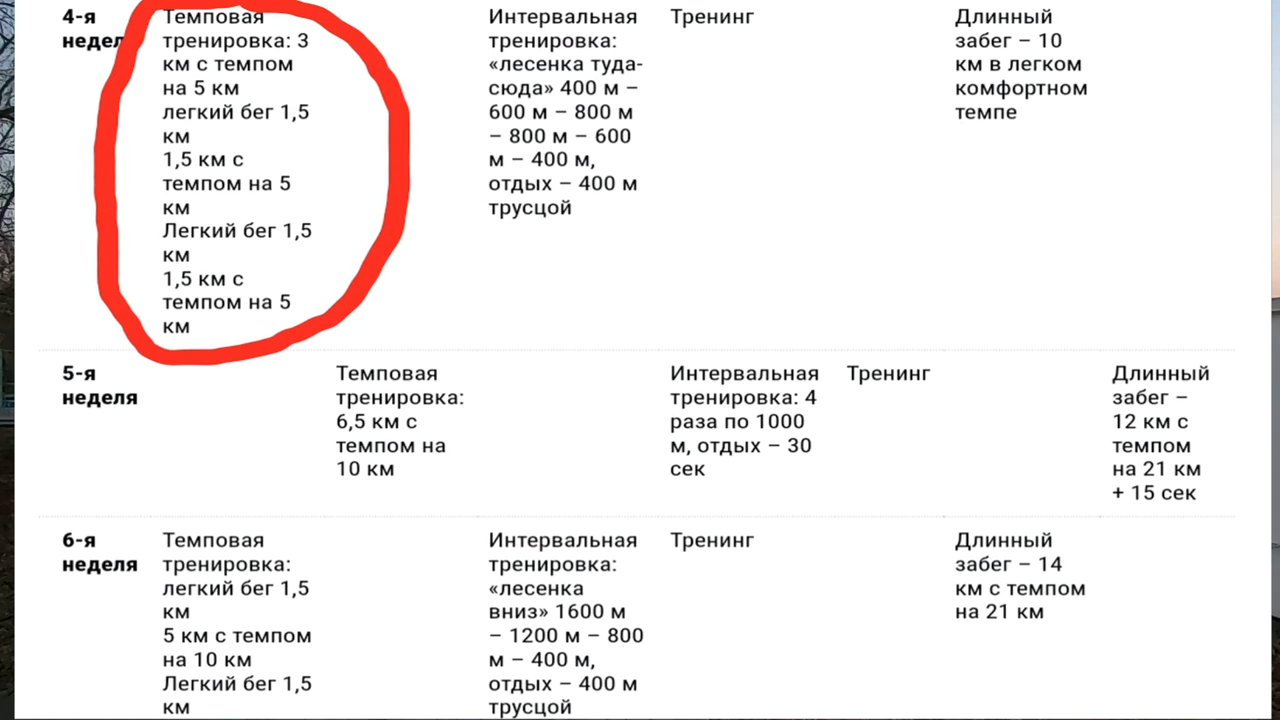 4-я
неделя
Темповая
тренировка: 3
км с темпом
на 5 км
легкий бег 1,5
км
1,5 км с
темпом на 5
км
Легкий бег 1,5
км
1,5 км с
темпом на 5
км
Интервальная
тренировка:
«лесенка туда-
сюда» 400 м –
600 м – 800 м
– 800 м – 600
м – 400 м,
отдых – 400 м
трусцой
Тренинг
Длинный
забег – 10
км в легком
комфортном
темпе
5-я
неделя
Темповая
тренировка:
6,5 км с
темпом на
10 км
Интервальная
тренировка: 4
раза по 1000
м, отдых – 30
сек
Тренинг
Длинный
забег –
12 км с
темпом
на 21 км
+ 15 сек
6-я
неделя
Темповая
тренировка:
легкий бег 1,5
км
5 км с темпом
на 10 км
Легкий бег 1,5
км
Интервальная
тренировка:
«лесенка
вниз» 1600 м
– 1200 м – 800
м – 400 м,
отдых – 400 м
трусцой
Тренинг
Длинный
забег – 14
км с темпом
на 21 км